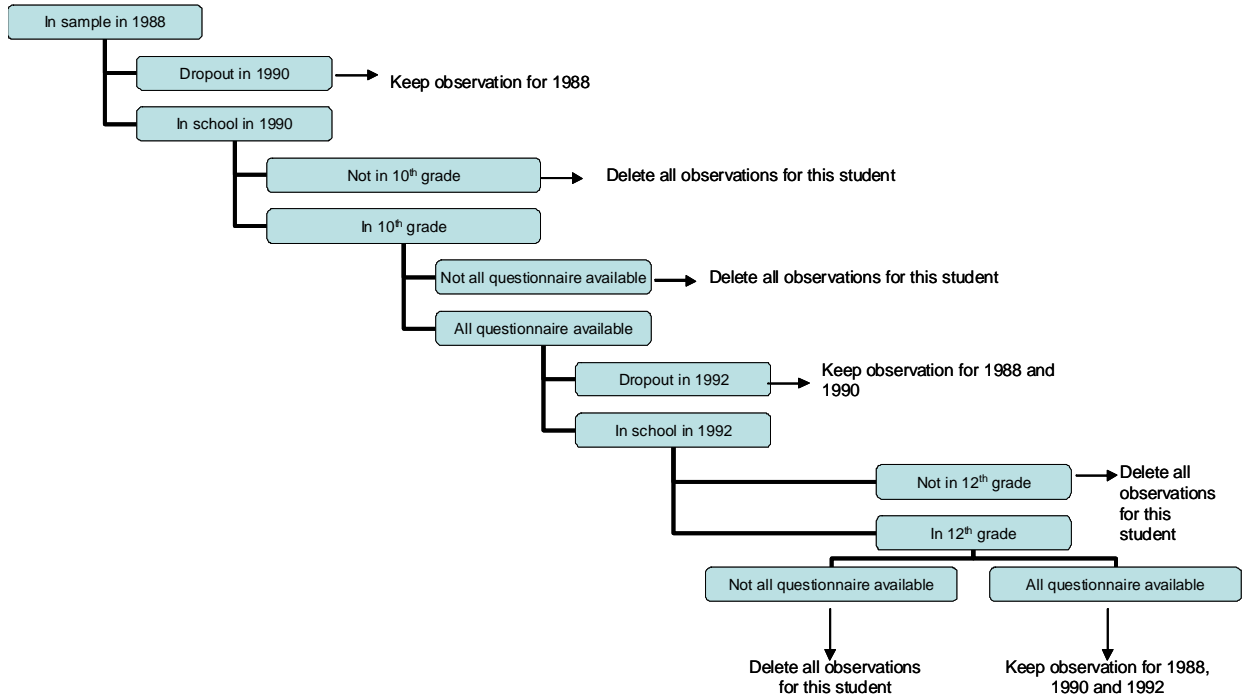 In sample in 1988
Dropout in 1990
Keep observation for 1988
In school in 1990
Not in 10th grade
Delete all observations for this student
In 10th grade
Not all questionnaire available
Delete all observations for this student
All questionnaire available
Dropout in 1992
Keep observation for 1988 and
1990
In school in 1992
Not in 12th grade
Delete all
observations
for this
student
In 12th grade
Not all questionnaire available
All questionnaire available
Delete all observations
for this student
Keep observation for 1988,
1990 and 1992